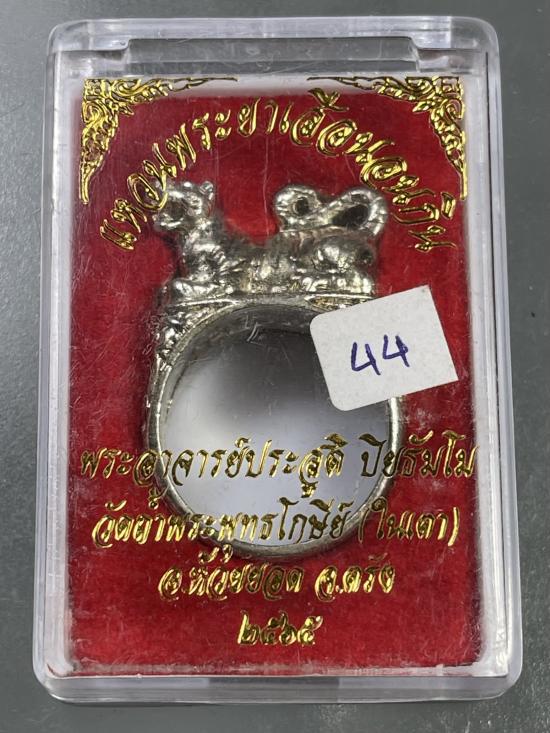 แหวนพระยาเสือนอนกิน
44
พระอาจารย์ประสูติ ปิยธัมโม
วัดถ้ำพระพุทธโกษีย์ (ในเตา)
อ.ห้วยยอด จ.ตรัง
๒๕๖๕